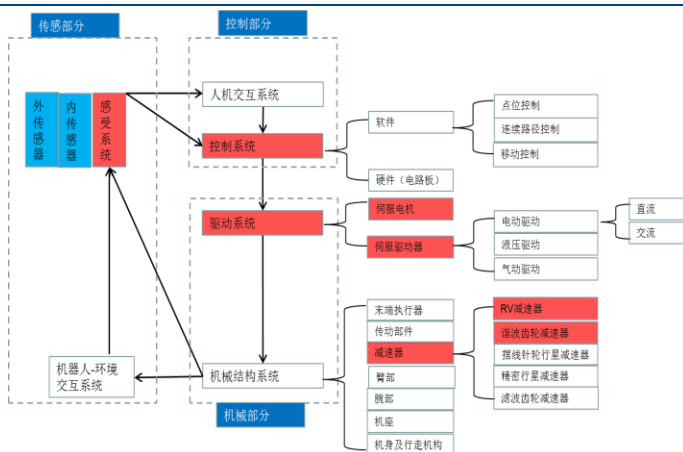 传感部分
控制部分
外传感器
内传感器
感受系统
人机交互系统
控制系统
软件
硬件（电路板）
点位控制
连续路径控制
移动控制
驱动系统
伺服电机
伺服驱动器
电动驱动
液压驱动
气动驱动
直流
交流
机器人-环境
交互系统
机械结构系统
机械部分
末端执行器
传动部件
减速器
臂部
腕部
机座
机身及行走机构
RV减速器
谐波齿轮减速器
摆线针轮行星减速器
精密行星减速器
滤波齿轮减速器